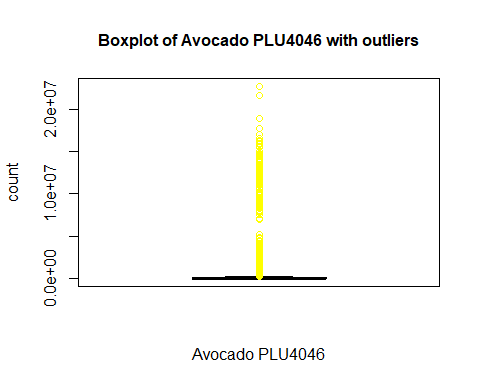 Boxplot of Avocado PLU4046 with outliers
count
2.0e+07
1.0e+07
0.0e+00
Avocado PLU4046